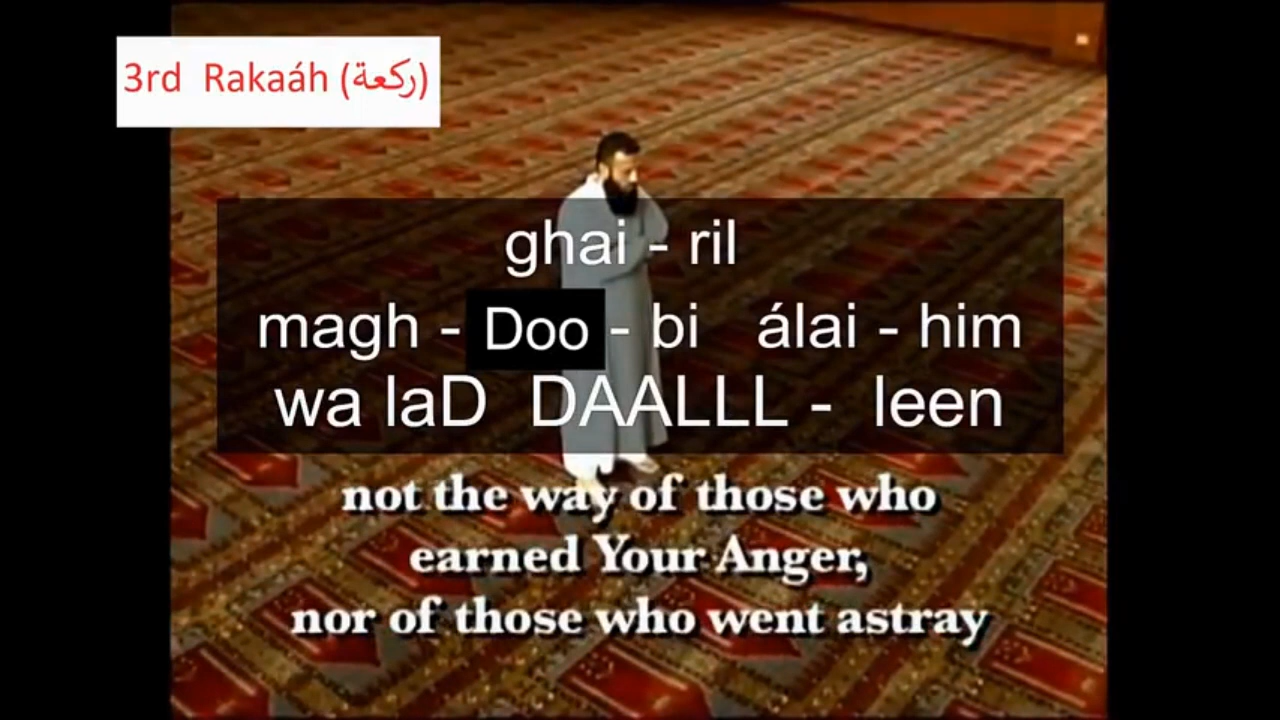 3rd Rakaáh (ركعة)
ghai - ril
magh - Doo - bi álai - him
wa laD DAALLL - leen
not the way of those who
earned Your Anger,
nor of those who went astray